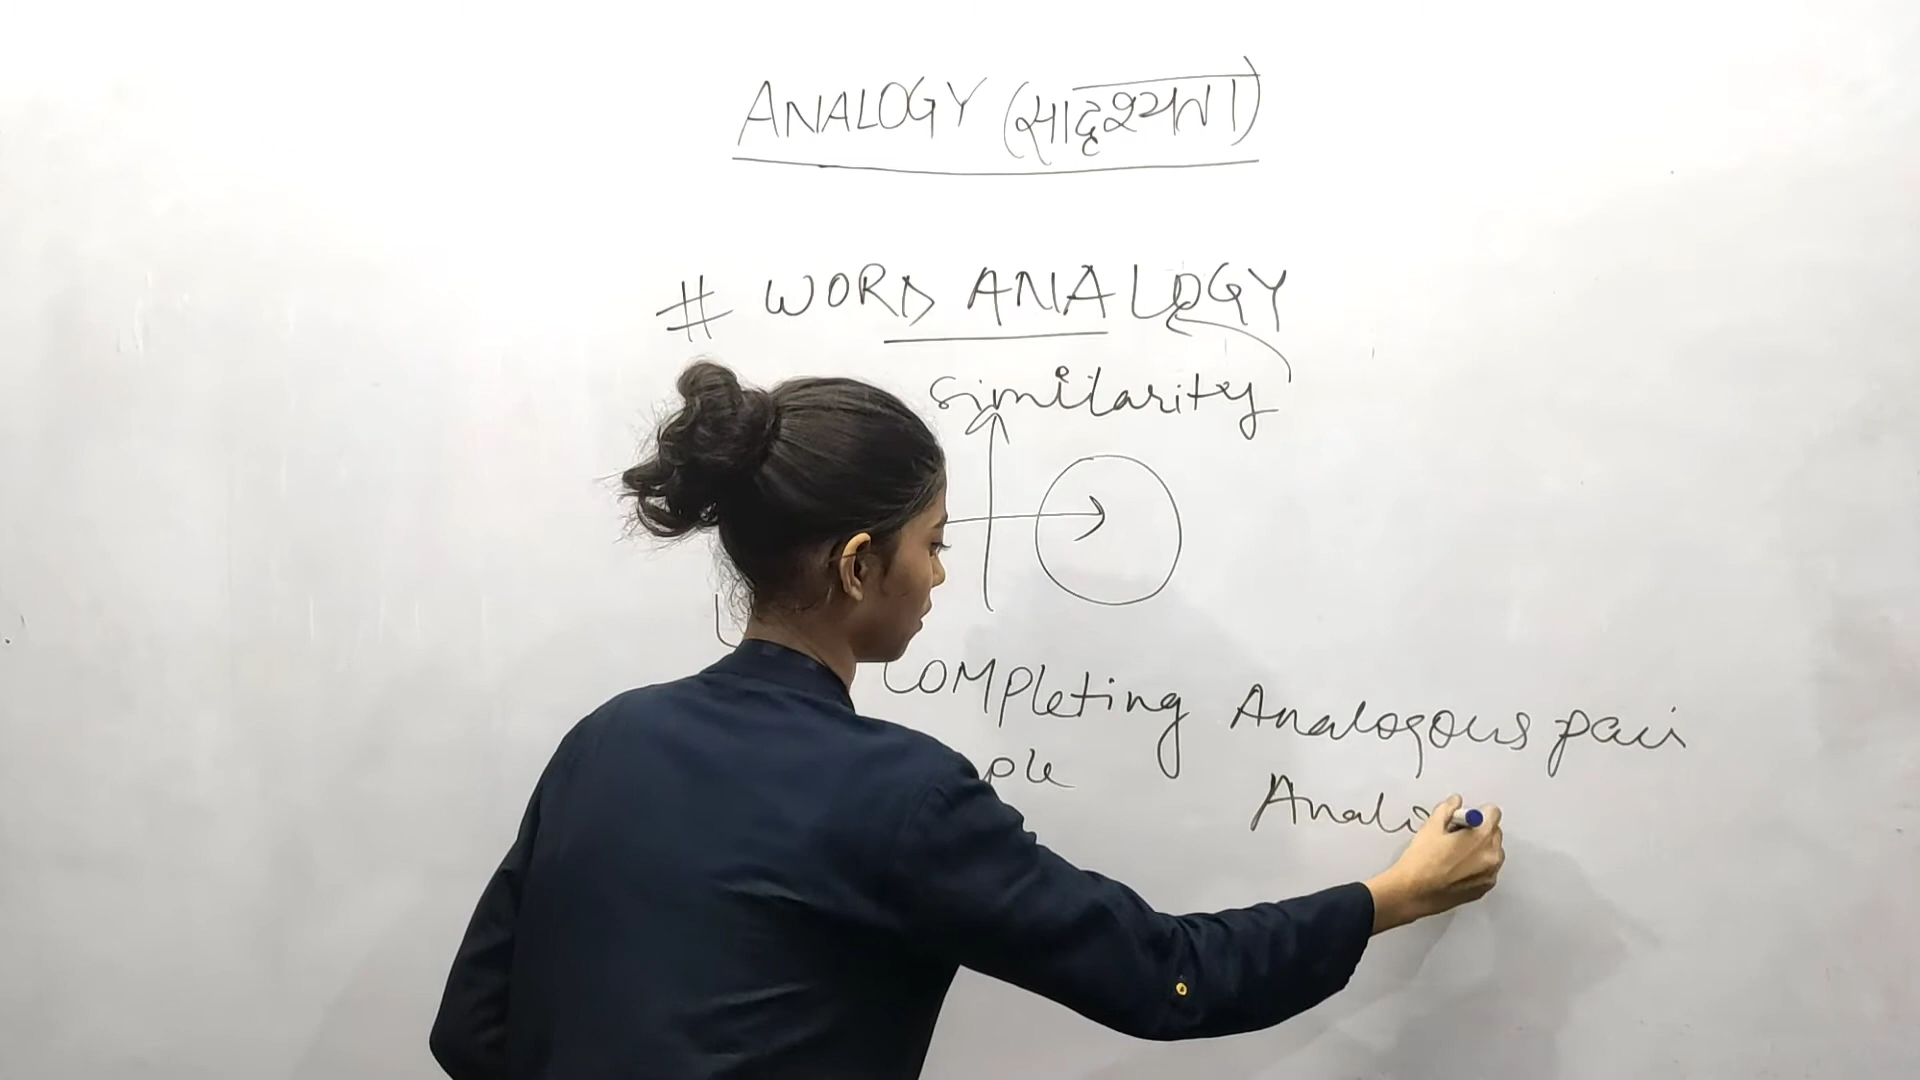 ANALOGY (सादृश्यता)
# WORD ANALOGY
similarity
COMPleting Analogous pair